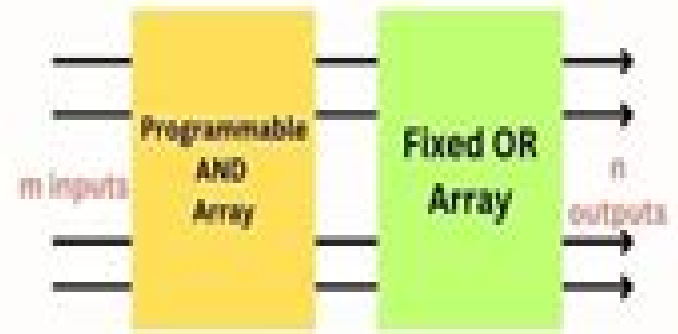 m inputs
Programmable
AND
Array
Fixed OR
Array
n
outputs